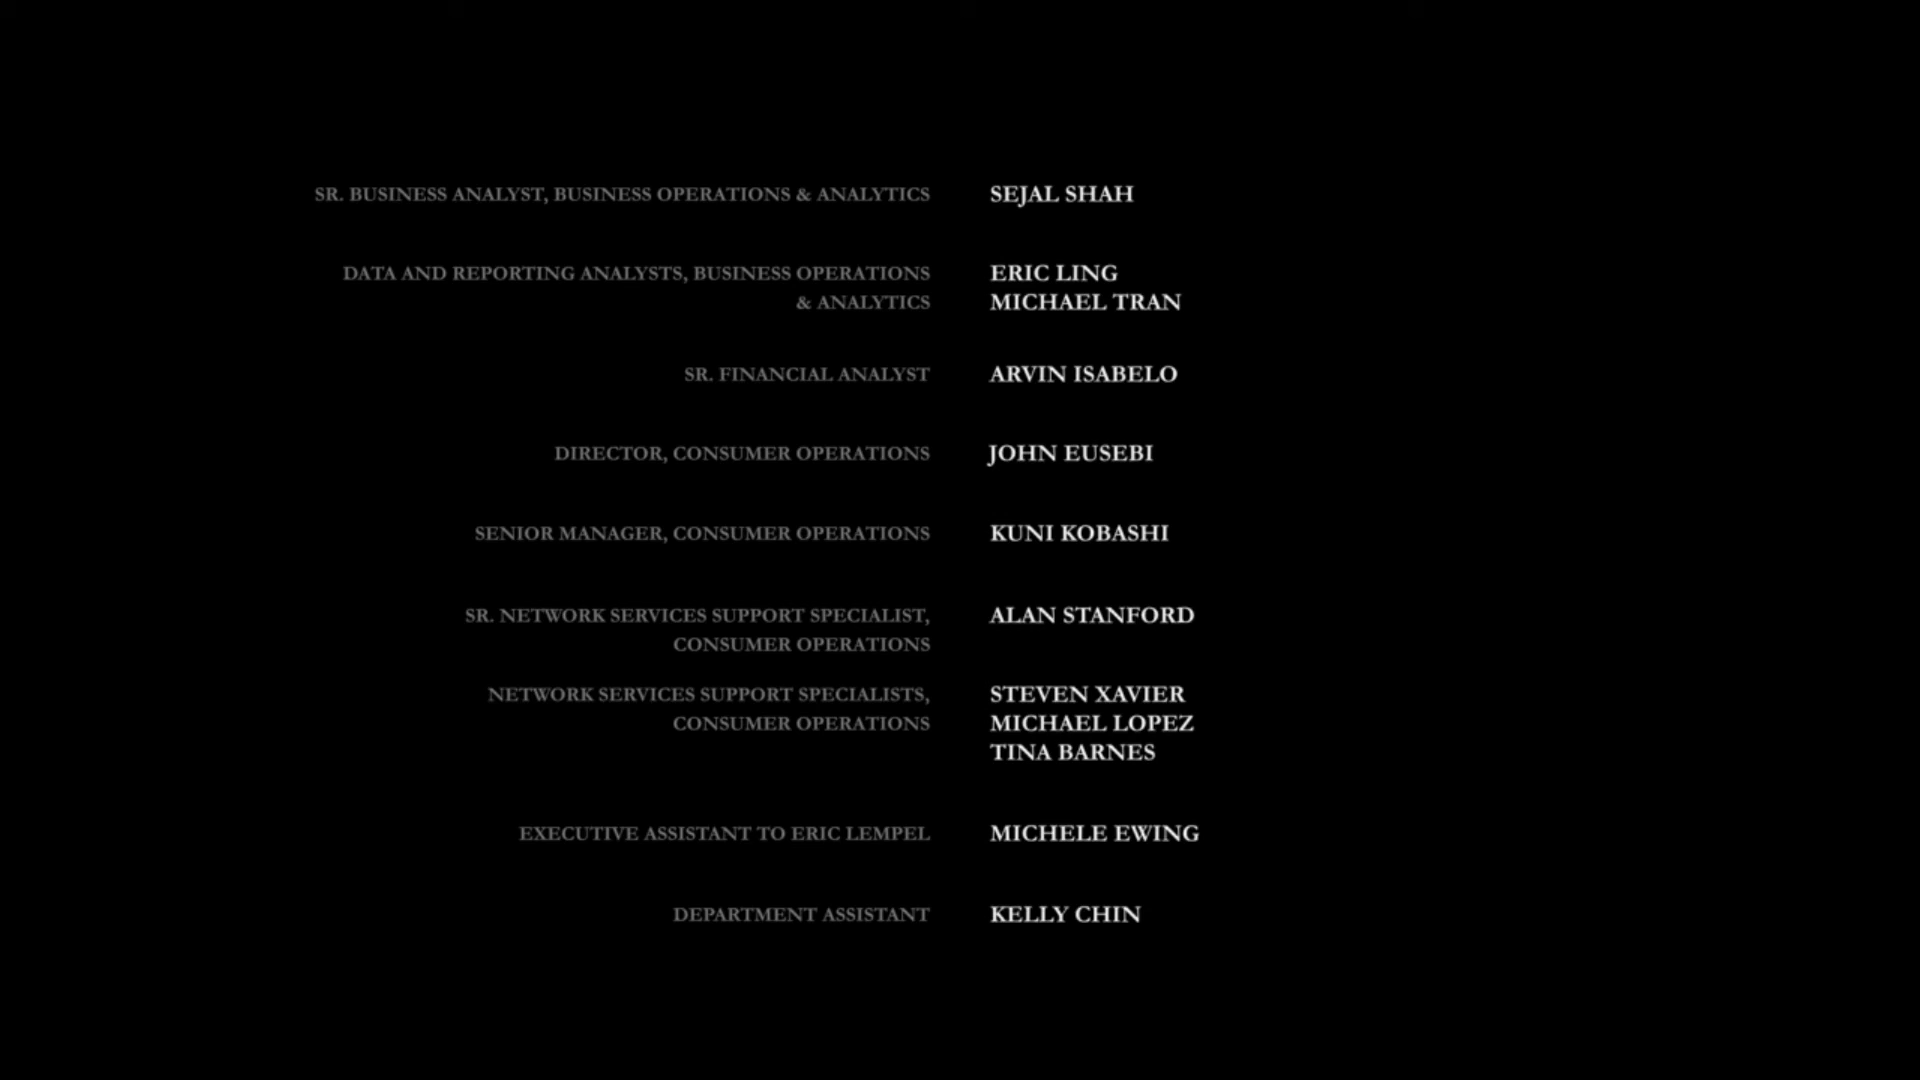 SR. BUSINESS ANALYST, BUSINESS OPERATIONS & ANALYTICS SEJAL SHAH
DATA AND REPORTING ANALYSTS, BUSINESS OPERATIONS ERIC LING
& ANALYTICS MICHAEL TRAN
SR. FINANCIAL ANALYST ARVIN ISABELO
DIRECTOR, CONSUMER OPERATIONS JOHN EUSEBI
SENIOR MANAGER, CONSUMER OPERATIONS KUNI KOBASHI
SR. NETWORK SERVICES SUPPORT SPECIALIST, ALAN STANFORD
CONSUMER OPERATIONS
NETWORK SERVICES SUPPORT SPECIALISTS, STEVEN XAVIER
CONSUMER OPERATIONS MICHAEL LOPEZ
TINA BARNES
EXECUTIVE ASSISTANT TO ERIC LEMPEL MICHELE EWING
DEPARTMENT ASSISTANT KELLY CHIN